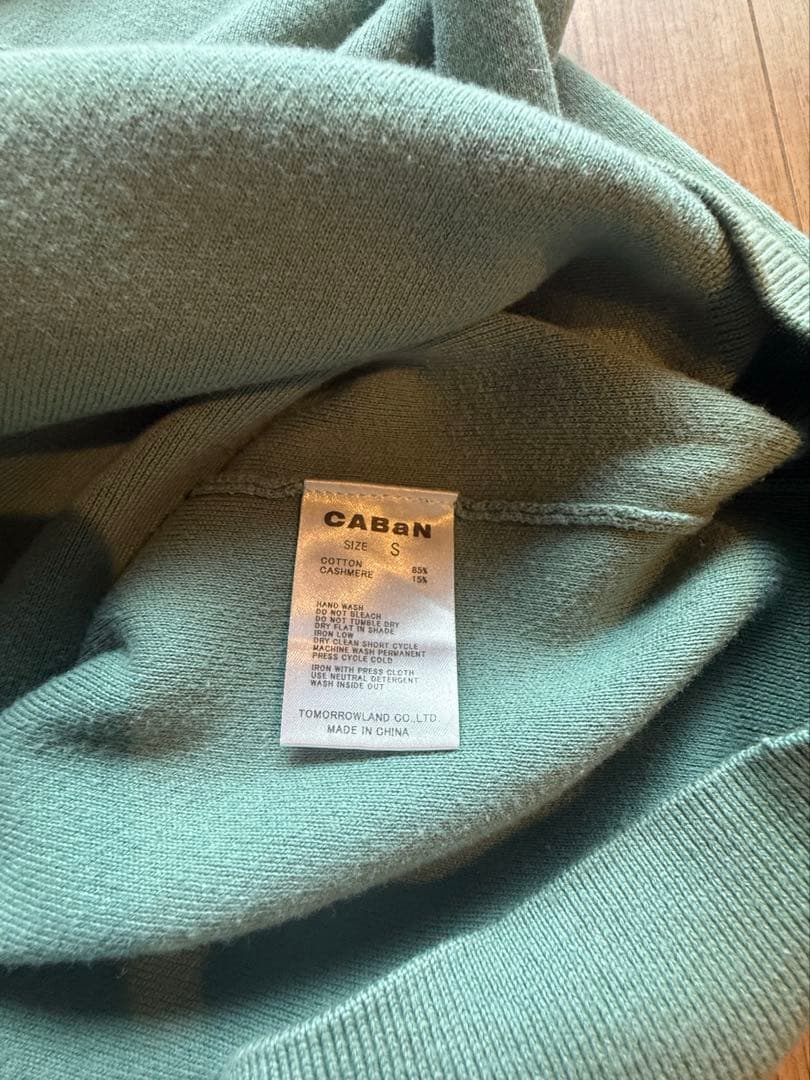 CABaN
SIZE S
COTTON 85%
CASHMERE 15%
HAND WASH
DO NOT BLEACH
DO NOT TUMBLE DRY
DRY FLAT IN SHADE
IRON LOW
DRY CLEAN SHORT CYCLE
MACHINE WASH PERMANENT
PRESS CYCLE COLD
IRON WITH PRESS CLOTH
USE NEUTRAL DETERGENT
WASH INSIDE OUT
TOMORROWLAND CO.,LTD.
MADE IN CHINA